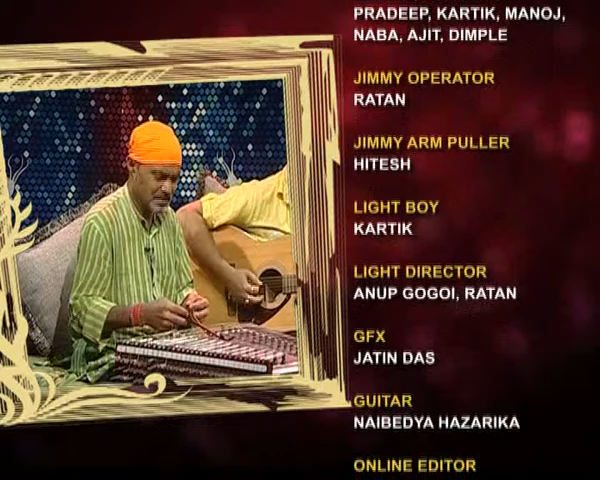 PRADEEP, KARTIK, MANOJ,
NABA, AJIT, DIMPLE
JIMMY OPERATOR
RATAN
JIMMY ARM PULLER
HITESH
LIGHT BOY
KARTIK
LIGHT DIRECTOR
ANUP GOGOI, RATAN
GFX
JATIN DAS
GUITAR
NAIBEDYA HAZARIKA
ONLINE EDITOR